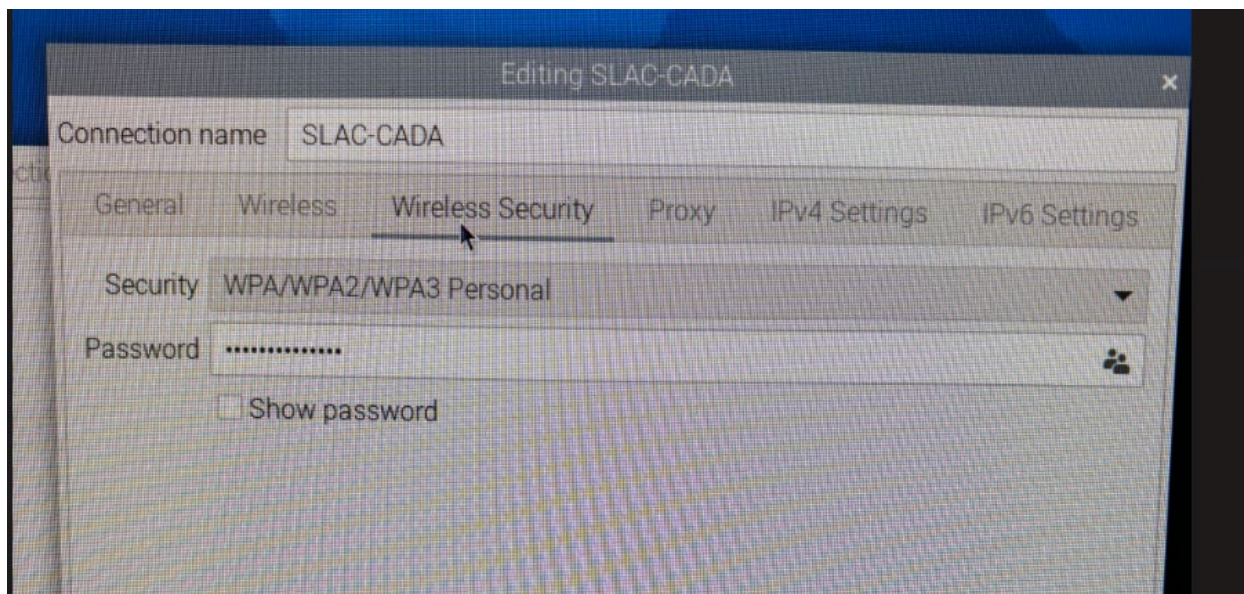 Editing SLAC-CADA ×
Connection name SLAC-CADA
General Wireless Wireless Security Proxy IPv4 Settings IPv6 Settings
Security WPA/WPA2/WPA3 Personal
Password ••••••••••••••
Show password